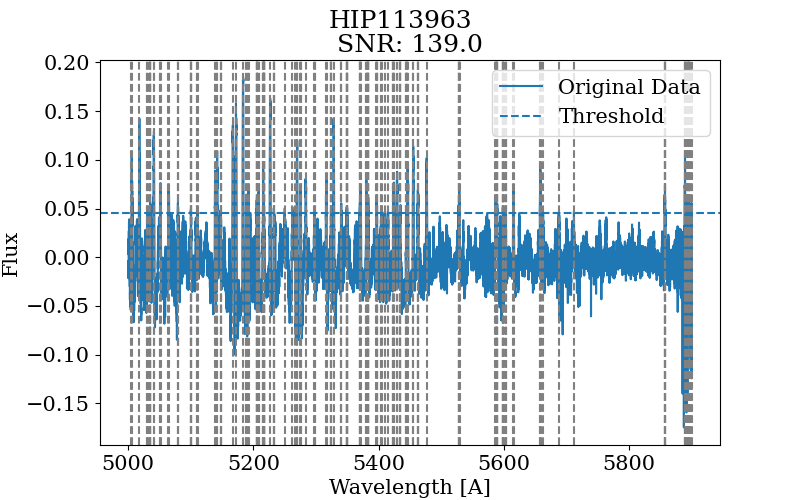 HIP113963
SNR: 139.0
Original Data
Threshold
Flux
0.20
0.15
0.10
0.05
0.00
−0.05
−0.10
−0.15
5000 5200 5400 5600 5800
Wavelength [A]